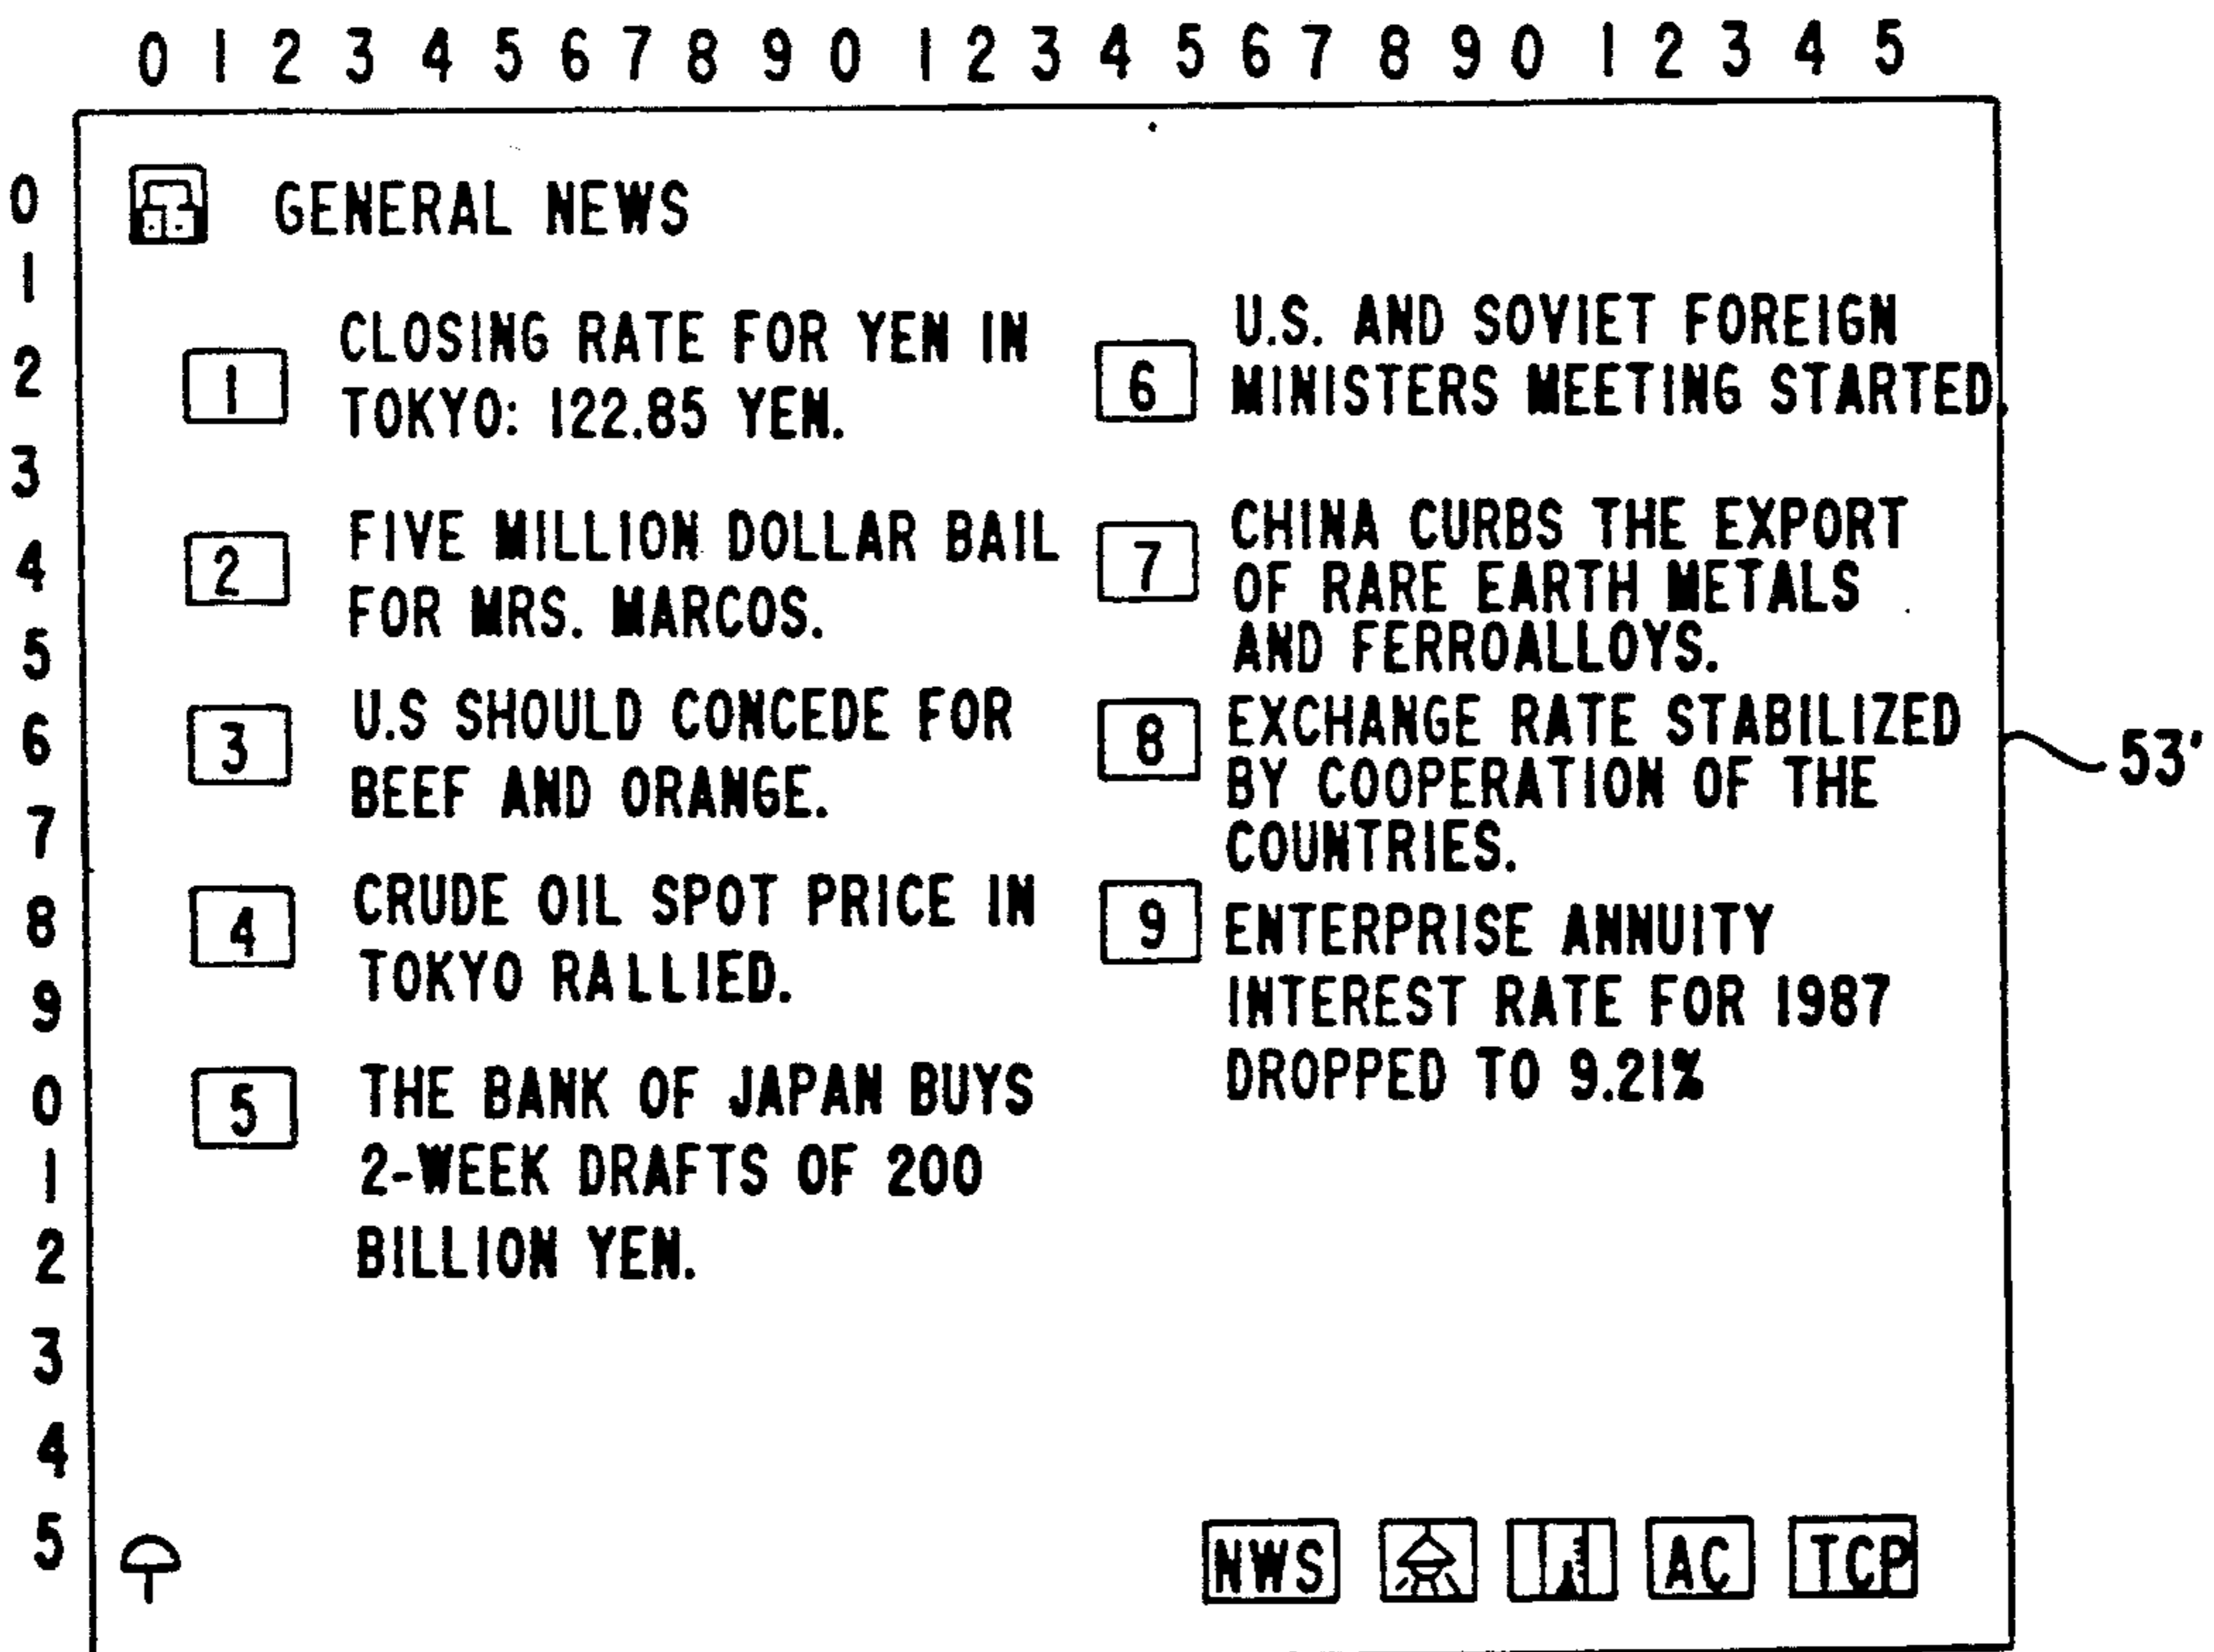 0 1 2 3 4 5 6 7 8 9 0 1 2 3 4 5 6 7 8 9 0 1 2 3 4 5
0
1
2
3
4
5
6
7
8
9
0
1
2
3
4
5
GENERAL NEWS
1
CLOSING RATE FOR YEN IN
TOKYO: 122.85 YEN.
2
FIVE MILLION DOLLAR BAIL
FOR MRS. MARCOS.
3
U.S SHOULD CONCEDE FOR
BEEF AND ORANGE.
4
CRUDE OIL SPOT PRICE IN
TOKYO RALLIED.
5
THE BANK OF JAPAN BUYS
2-WEEK DRAFTS OF 200
BILLION YEN.
6
U.S. AND SOVIET FOREIGN
MINISTERS MEETING STARTED.
7
CHINA CURBS THE EXPORT
OF RARE EARTH METALS
AND FERROALLOYS.
8
EXCHANGE RATE STABILIZED
BY COOPERATION OF THE
COUNTRIES.
9
ENTERPRISE ANNUITY
INTEREST RATE FOR 1987
DROPPED TO 9.21%
53'
NWS AC TCP